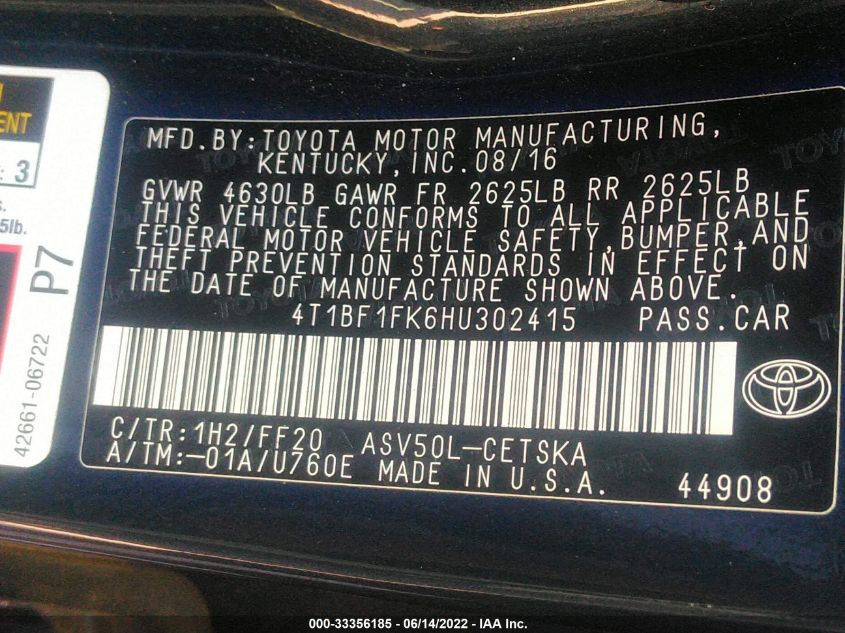 MFD.BY:TOYOTA MOTOR MANUFACTURING,
KENTUCKY,INC.08/16
GVWR 4630LB GAWR FR 2625LB RR 2625LB
THIS VEHICLE CONFORMS TO ALL APPLICABLE
FEDERAL MOTOR VEHICLE SAFETY,BUMPER,AND
THEFT PREVENTION STANDARDS IN EFFECT ON
THE DATE OF MANUFACTURE SHOWN ABOVE.
4T1BF1FK6HU302415 PASS.CAR
C/TR:1H2/FF20 ASV50L-CETSKA
A/TM:-01A/U760E MADE IN U.S.A.
44908
: 3
s.
5lb.
P7
42661-06722
000-33356185 - 06/14/2022 - IAA Inc.